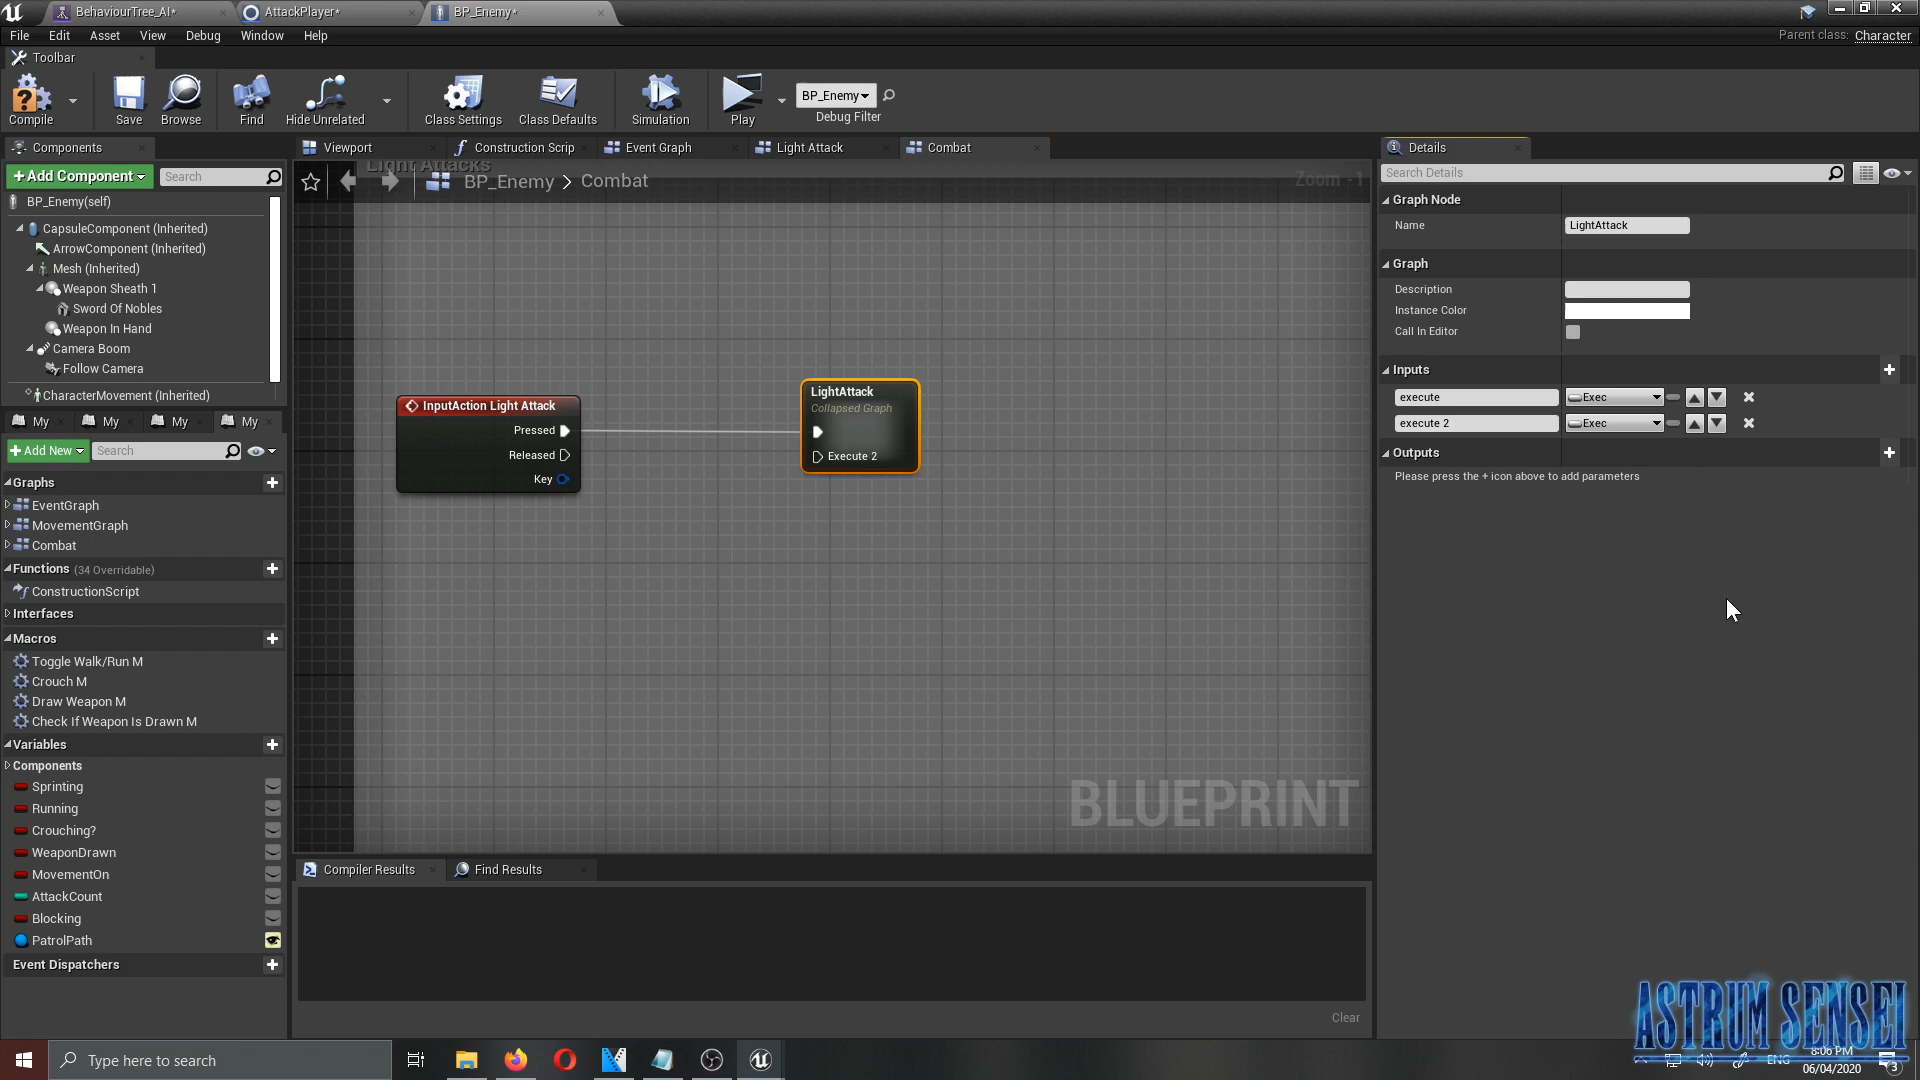 BehaviourTree_AI*
AttackPlayer*
BP_Enemy*
File Edit Asset View Debug Window Help
Parent class: Character
Toolbar
Compile
Save
Browse
Find
Hide Unrelated
Class Settings
Class Defaults
Simulation
Play
BP_Enemy
Debug Filter
Components
Add Component
Search
BP_Enemy(self)
CapsuleComponent (Inherited)
ArrowComponent (Inherited)
Mesh (Inherited)
Weapon Sheath 1
Sword Of Nobles
Weapon In Hand
Camera Boom
Follow Camera
CharacterMovement (Inherited)
My
My
My
My
Add New
Search
Graphs
EventGraph
MovementGraph
Combat
Functions (34 Overridable)
ConstructionScript
Interfaces
Macros
Toggle Walk/Run M
Crouch M
Draw Weapon M
Check If Weapon Is Drawn M
Variables
Components
Sprinting
Running
Crouching?
WeaponDrawn
MovementOn
AttackCount
Blocking
PatrolPath
Event Dispatchers
Viewport
Construction Scrip
Event Graph
Light Attack
Combat
Light Attacks
BP_Enemy > Combat
Zoom -1
InputAction Light Attack
Pressed
Released
Key
LightAttack
Collapsed Graph
Execute 2
BLUEPRINT
Compiler Results
Find Results
Clear
Details
Search Details
Graph Node
Name LightAttack
Graph
Description
Instance Color
Call In Editor
Inputs
execute Exec
execute 2 Exec
Outputs
Please press the + icon above to add parameters
ASTRUM SENSEI
Type here to search
ENG
8:06 PM
06/04/2020
3